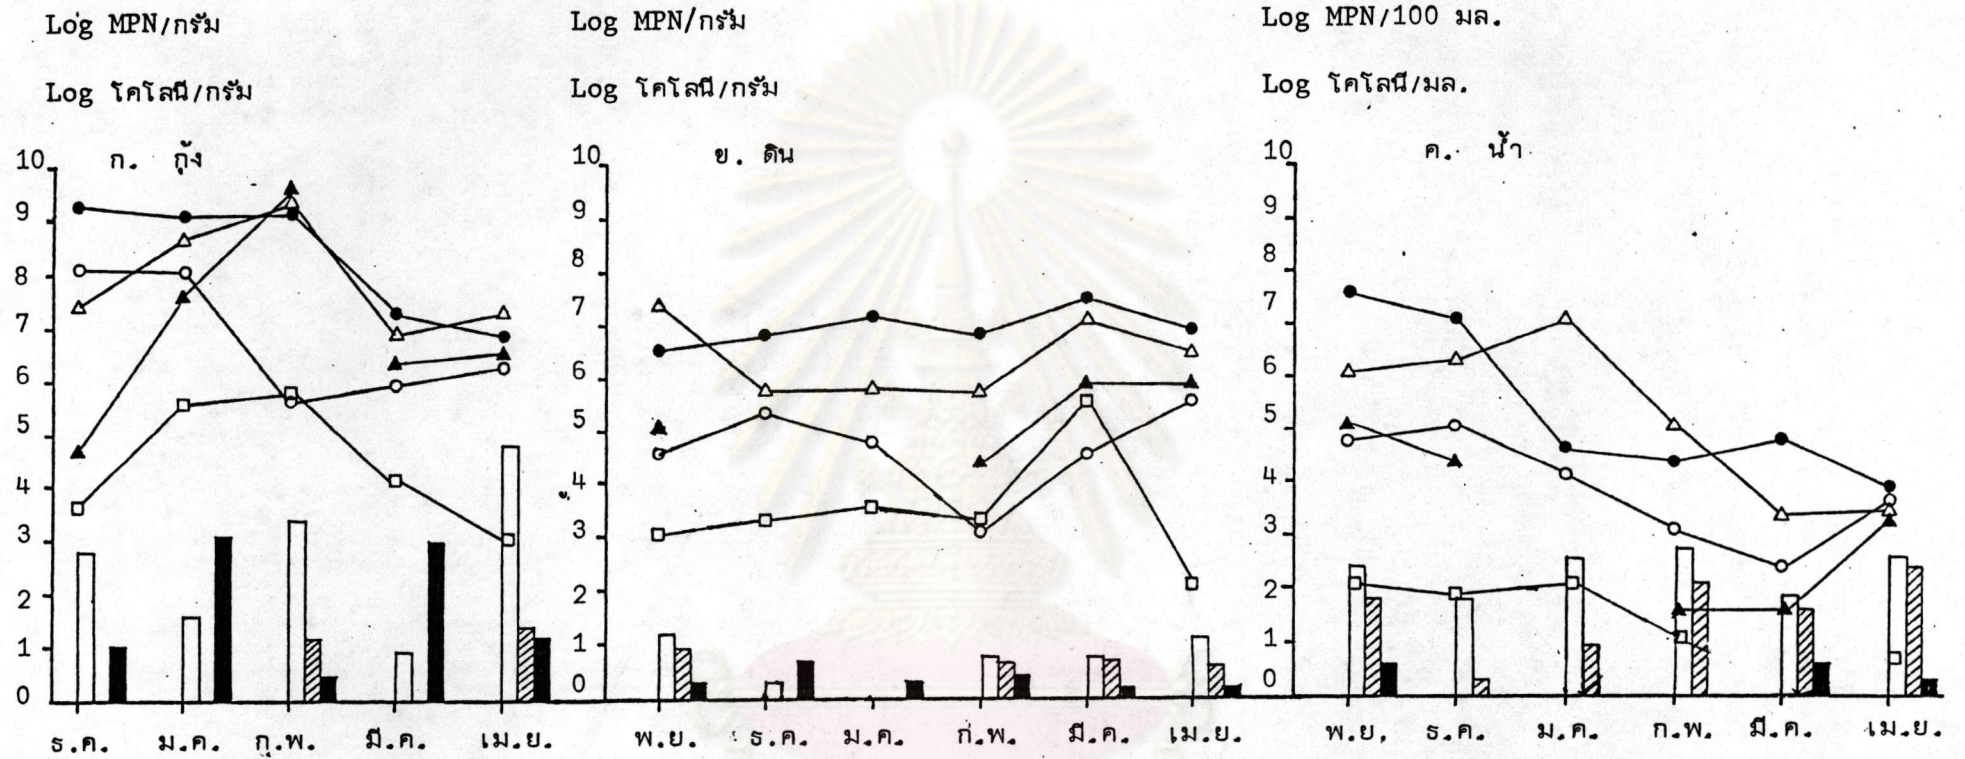 Log MPN/กรัม
Log โคโลนี/กรัม
ก. กุ้ง
10
9
8
7
6
5
4
3
2
1
0
ธ.ค. ม.ค. ก.พ. มี.ค. เม.ย.
Log MPN/กรัม
Log โคโลนี/กรัม
ข. ดิน
10
9
8
7
6
5
4
3
2
1
0
พ.ย. ธ.ค. ม.ค. ก.พ. มี.ค. เม.ย.
Log MPN/100 มล.
Log โคโลนี/มล.
ค. น้ำ
10
9
8
7
6
5
4
3
2
1
0
พ.ย. ธ.ค. ม.ค. ก.พ. มี.ค. เม.ย.